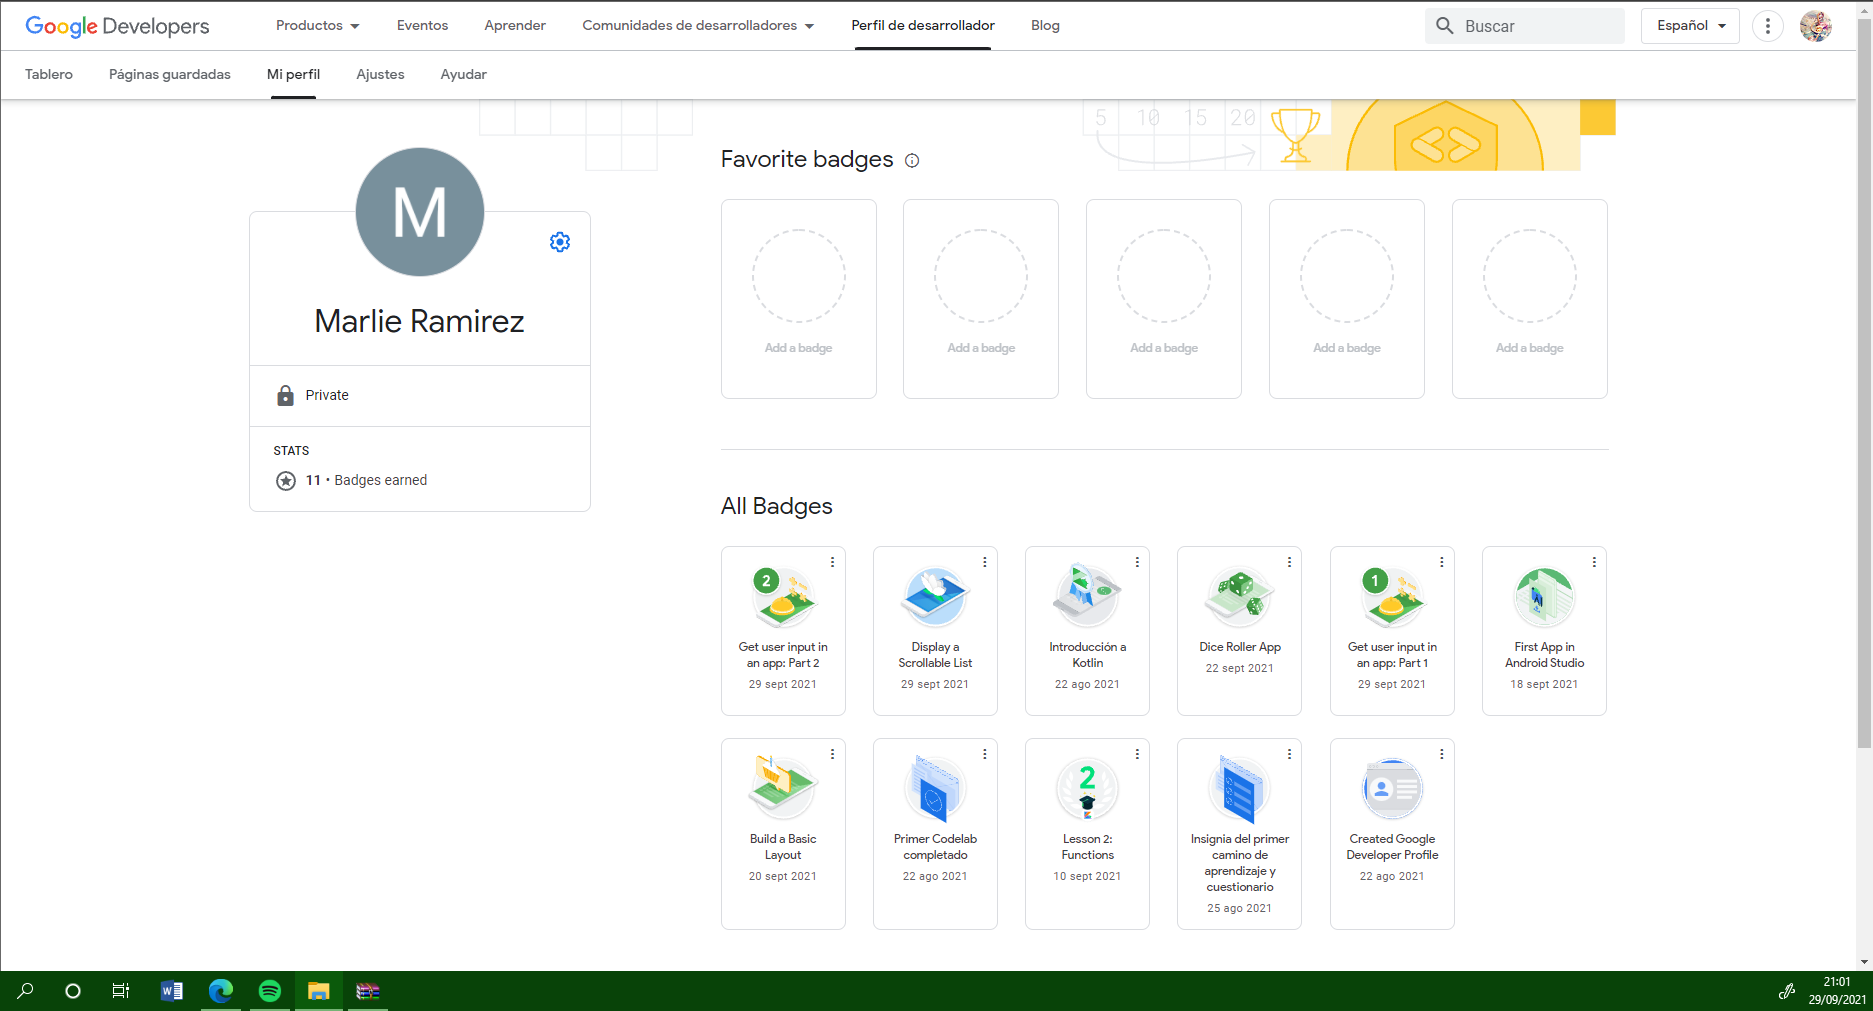 Google Developers
Productos
Eventos
Aprender
Comunidades de desarrolladores
Perfil de desarrollador
Blog
Buscar
Español
Tablero
Páginas guardadas
Mi perfil
Ajustes
Ayudar
5 10 15 20
M
Marlie Ramirez
Private
STATS
11 • Badges earned
Favorite badges
Add a badge
Add a badge
Add a badge
Add a badge
Add a badge
All Badges
2
Get user input in
an app: Part 2
29 sept 2021
Display a
Scrollable List
29 sept 2021
Introducción a
Kotlin
22 ago 2021
Dice Roller App
22 sept 2021
1
Get user input in
an app: Part 1
29 sept 2021
First App in
Android Studio
18 sept 2021
Build a Basic
Layout
20 sept 2021
Primer Codelab
completado
22 ago 2021
2
Lesson 2:
Functions
10 sept 2021
Insignia del primer
camino de
aprendizaje y
cuestionario
25 ago 2021
Created Google
Developer Profile
22 ago 2021
W
21:01
29/09/2021